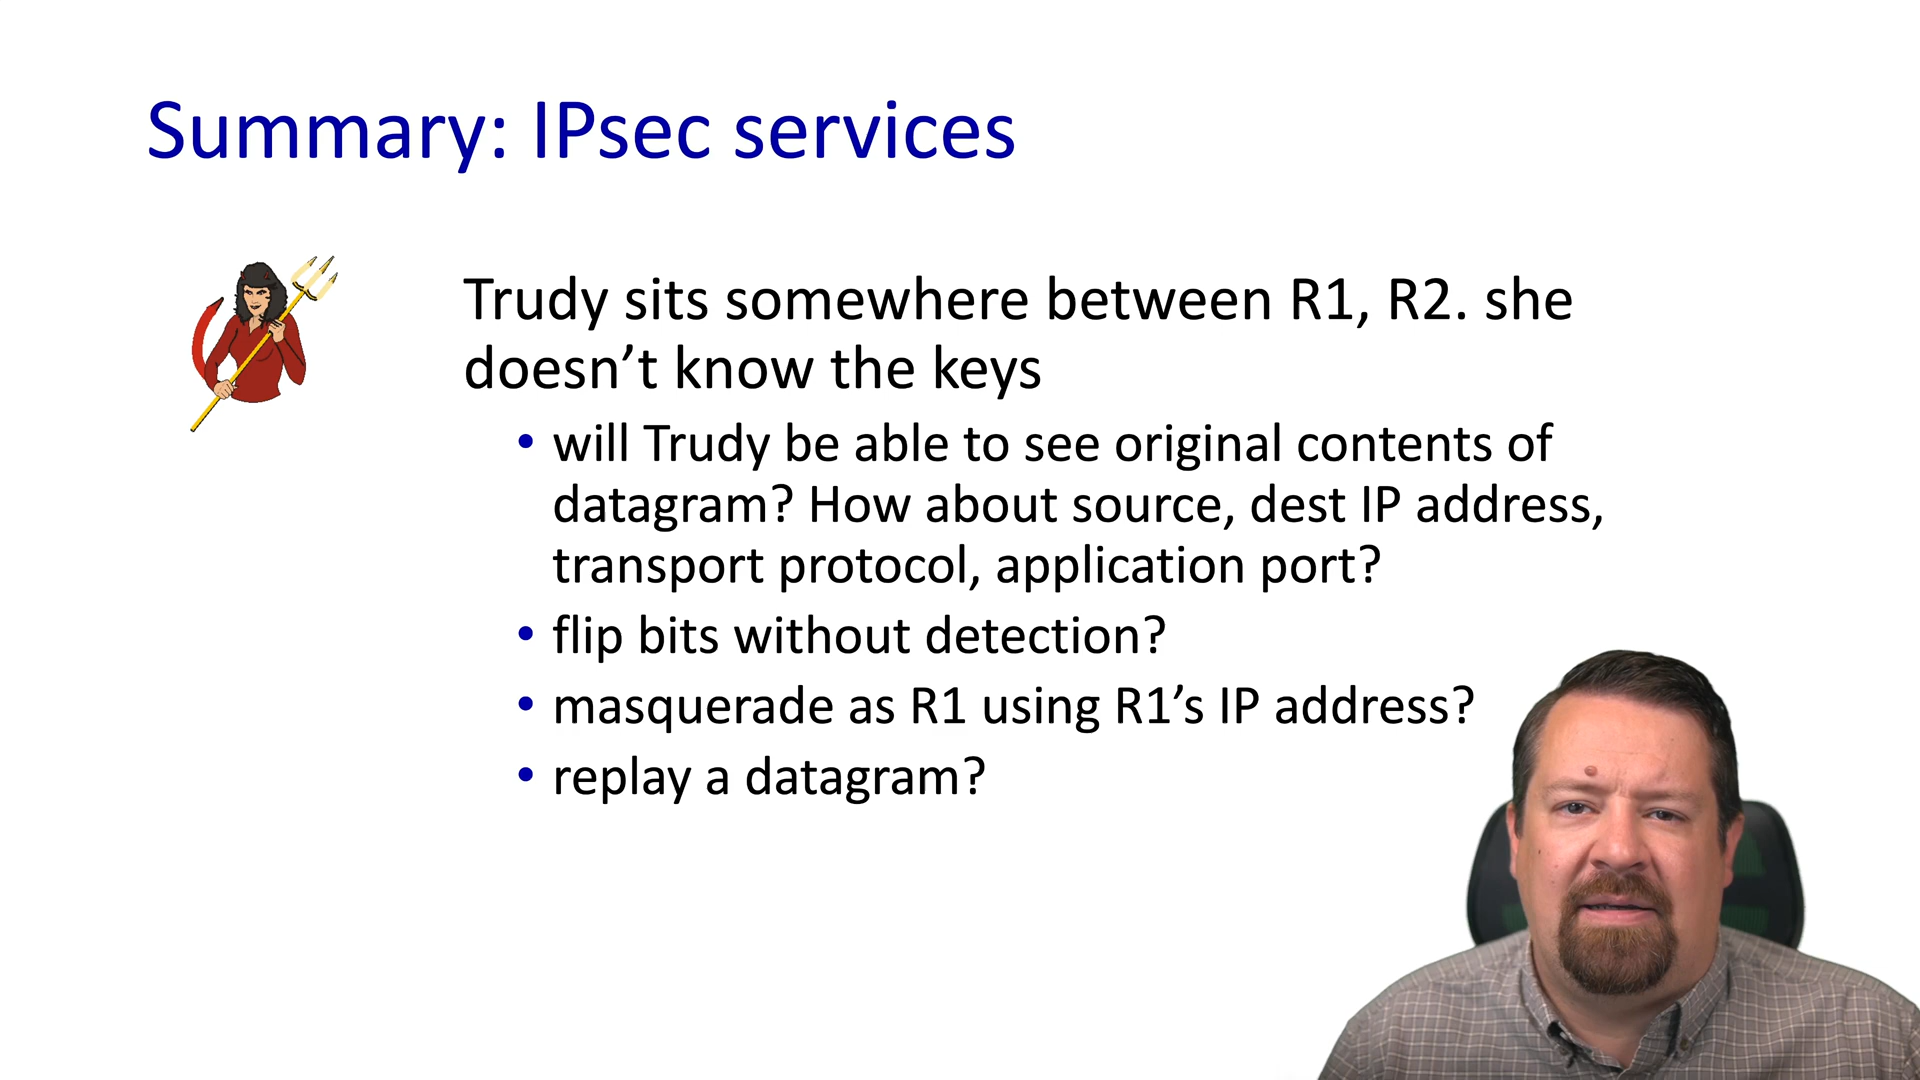 Summary: IPsec services
Trudy sits somewhere between R1, R2. she
doesn’t know the keys
• will Trudy be able to see original contents of
datagram? How about source, dest IP address,
transport protocol, application port?
• flip bits without detection?
• masquerade as R1 using R1’s IP address?
• replay a datagram?